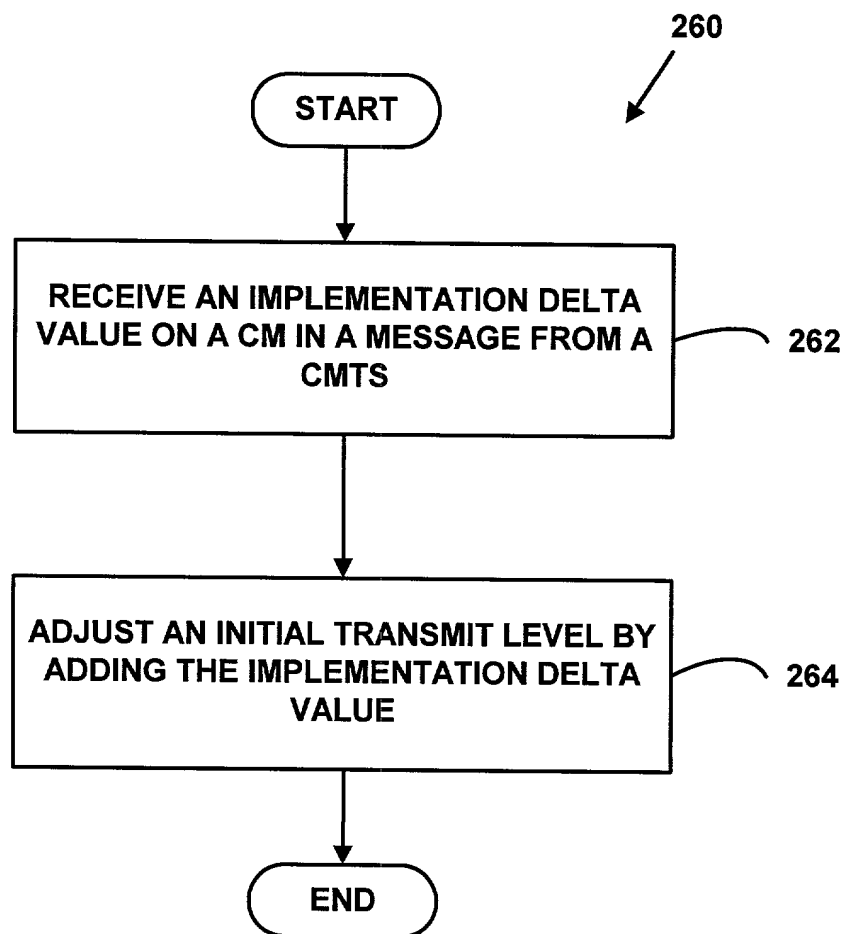 260
START
RECEIVE AN IMPLEMENTATION DELTA
VALUE ON A CM IN A MESSAGE FROM A
CMTS
262
ADJUST AN INITIAL TRANSMIT LEVEL BY
ADDING THE IMPLEMENTATION DELTA
VALUE
264
END